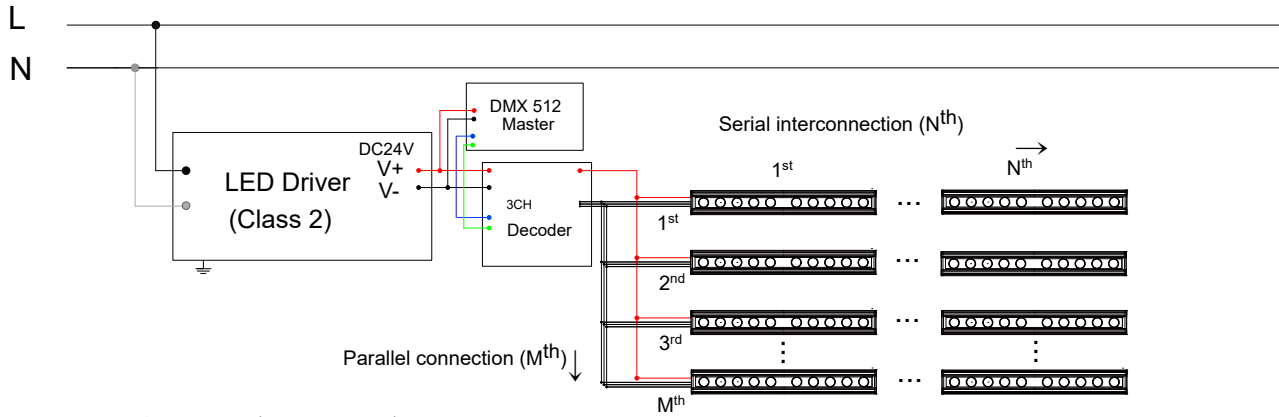 L
N
DMX 512
Master
Serial interconnection (Nth)
1st
Nth
DC24V
V+
V-
LED Driver
(Class 2)
3CH
Decoder
1st
2nd
3rd
Parallel connection (Mth)
Mth